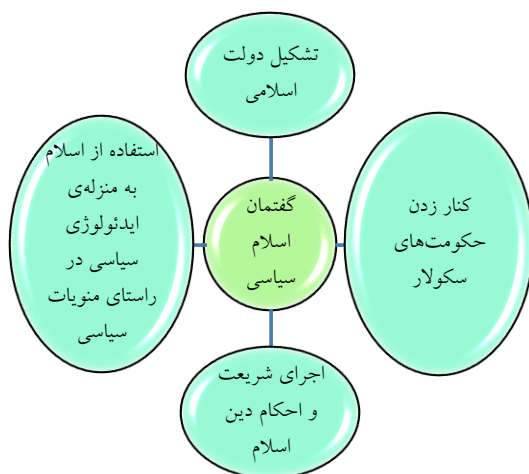 تشکیل دولت
اسلامی
کنار زدن
حکومت‌های
سکولار
گفتمان
اسلام
سیاسی
استفاده از اسلام
به منزله‌ی
ایدئولوژی
سیاسی در
راستای منویات
سیاسی
اجرای شریعت
و احکام دین
اسلام